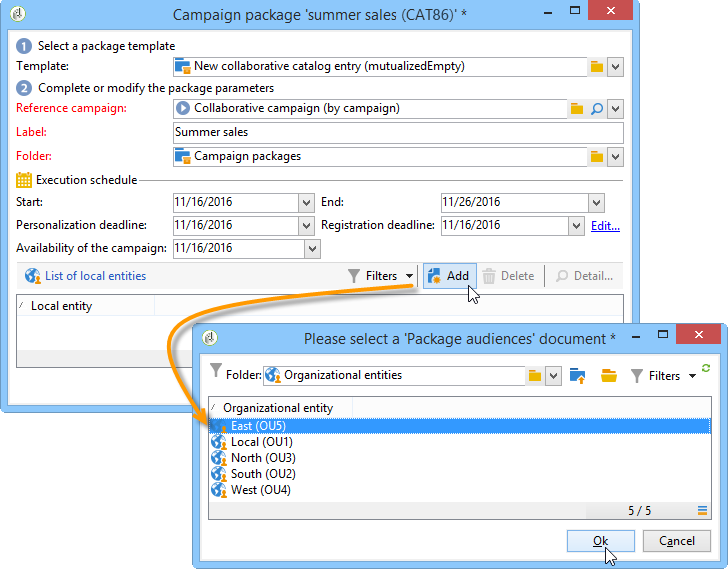 Campaign package 'summer sales (CAT86)' *
1 Select a package template
Template: New collaborative catalog entry (mutualizedEmpty)
2 Complete or modify the package parameters
Reference campaign: Collaborative campaign (by campaign)
Label: Summer sales
Folder: Campaign packages
Execution schedule
Start: 11/16/2016 End: 11/26/2016
Personalization deadline: 11/16/2016 Registration deadline: 11/16/2016 Edit...
Availability of the campaign: 11/16/2016
List of local entities Filters Add Delete Detail...
Local entity
Please select a 'Package audiences' document *
Folder: Organizational entities Filters
Organizational entity
East (OU5)
Local (OU1)
North (OU3)
South (OU2)
West (OU4)
5 / 5
Ok Cancel